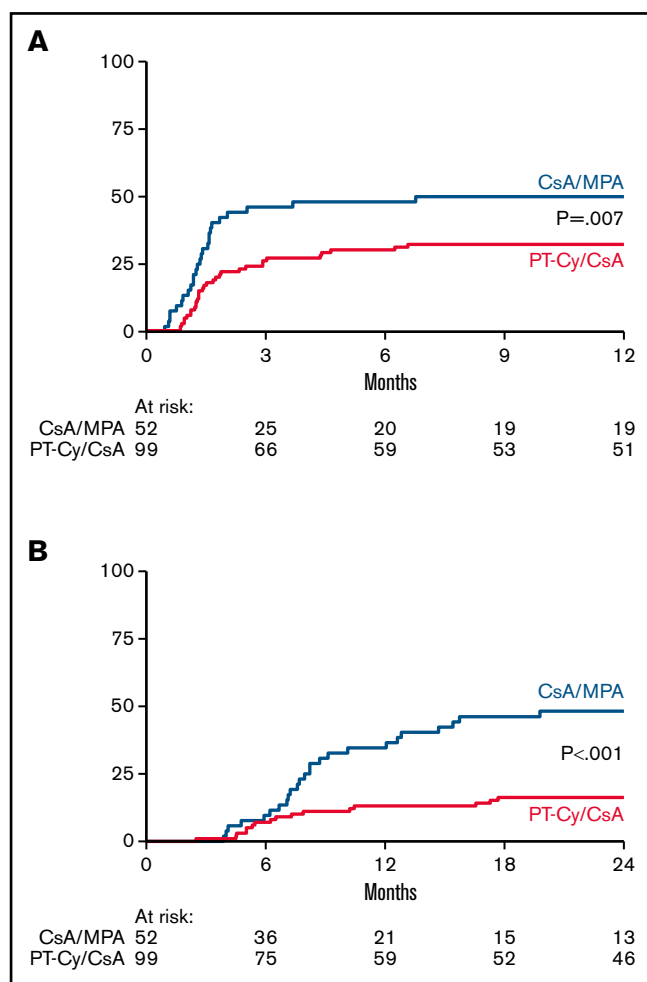 A
100
75
50
25
0
CsA/MPA
P=.007
PT-Cy/CsA
0 3 6 9 12
Months
At risk:
CsA/MPA 52 25 20 19 19
PT-Cy/CsA 99 66 59 53 51
B
100
75
50
25
0
CsA/MPA
P<.001
PT-Cy/CsA
0 6 12 18 24
Months
At risk:
CsA/MPA 52 36 21 15 13
PT-Cy/CsA 99 75 59 52 46